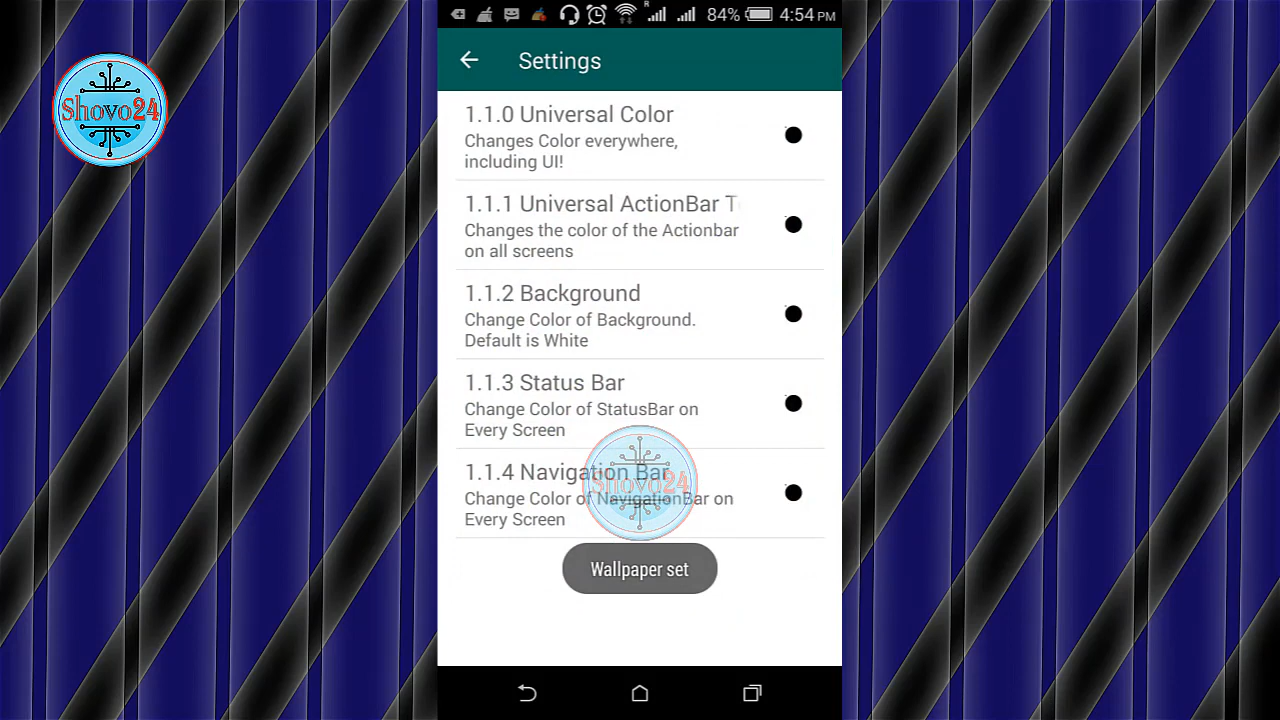 84% 4:54 PM
Settings
Shovo24
1.1.0 Universal Color
Changes Color everywhere,
including UI!
1.1.1 Universal ActionBar T
Changes the color of the Actionbar
on all screens
1.1.2 Background
Change Color of Background.
Default is White
1.1.3 Status Bar
Change Color of StatusBar on
Every Screen
1.1.4 Navigation Bar
Shovo24
Change Color of NavigationBar on
Every Screen
Wallpaper set